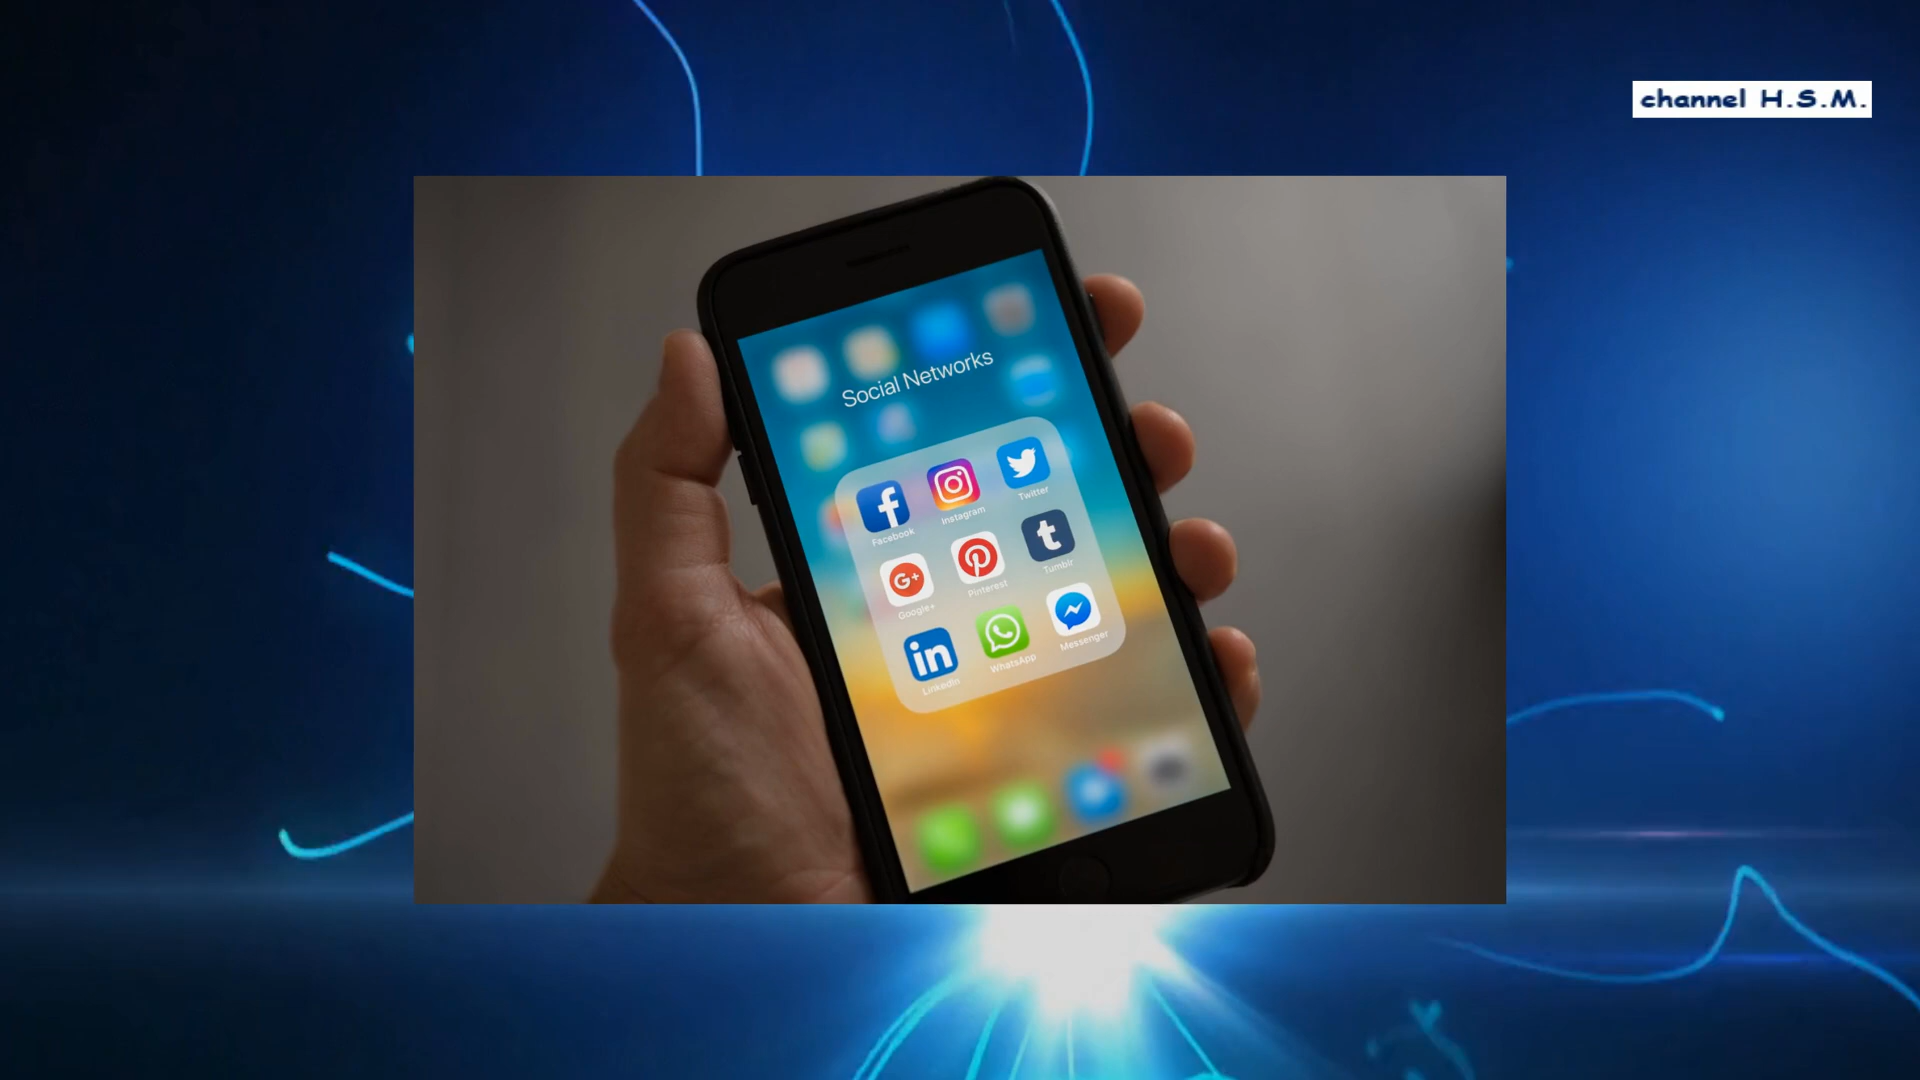 channel H.S.M.
Social Networks
Facebook
Instagram
Twitter
Google+
Pinterest
Tumblr
LinkedIn
WhatsApp
Messenger